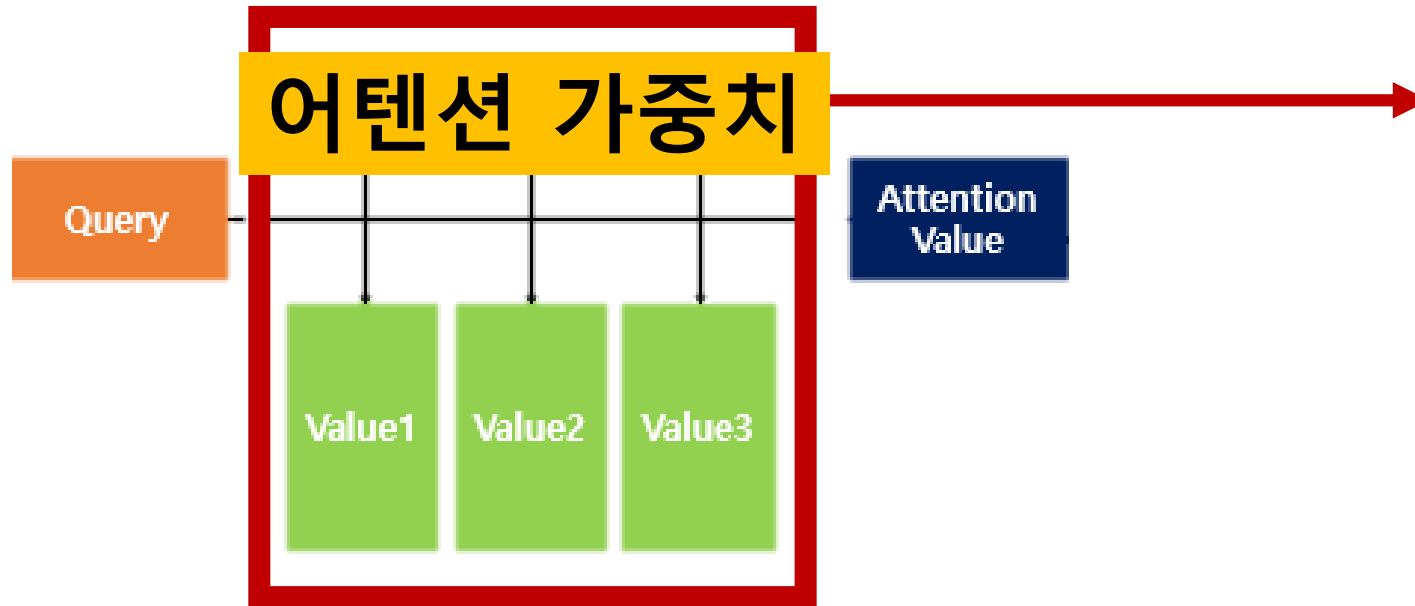 어텐션 가중치
Query
Attention
Value
Value1
Value2
Value3